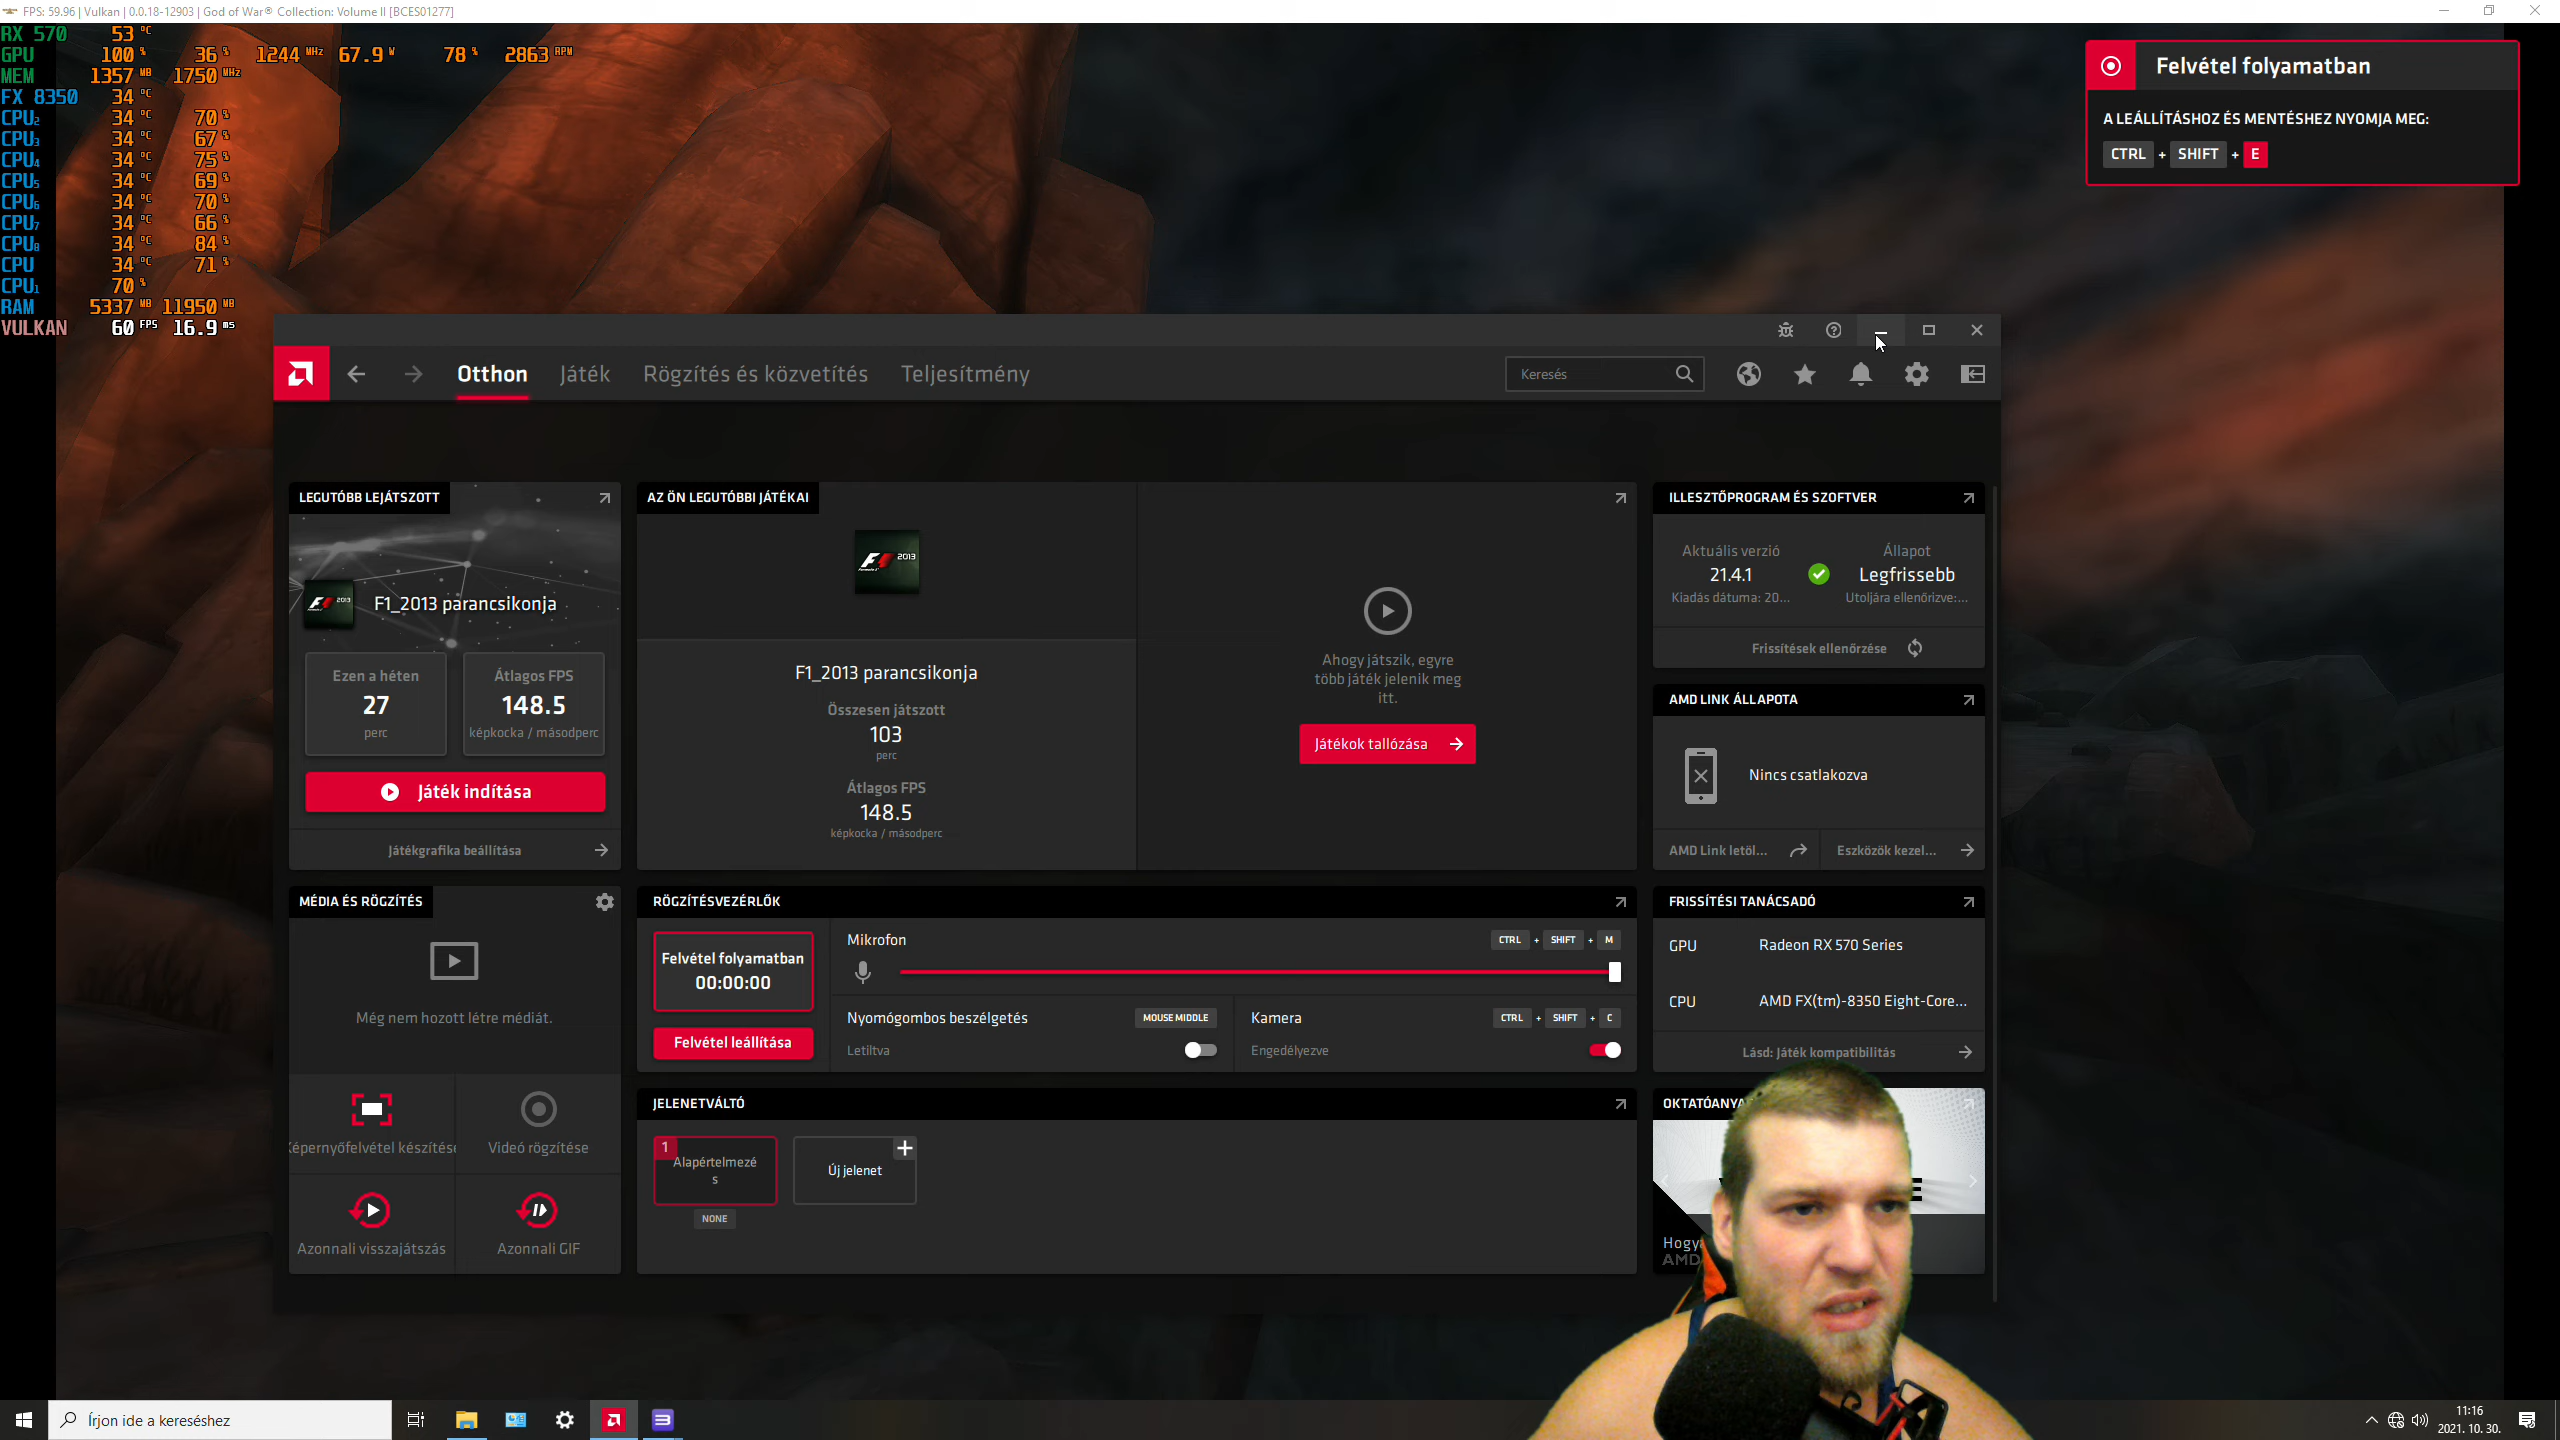 FPS: 59.96 | Vulkan | 0.0.18-12903 | God of War® Collection: Volume II [BCES01277]
RX 570 53 °C
GPU 100 % 36 % 1244 MHz 67.9 W 78 % 2863 RPM
MEM 1357 MB 1750 MHz
FX 8350 34 °C
CPU2 34 °C 70 %
CPU3 34 °C 67 %
CPU4 34 °C 75 %
CPU5 34 °C 69 %
CPU6 34 °C 70 %
CPU7 34 °C 66 %
CPU8 34 °C 84 %
CPU 34 °C 71 %
CPU1 70 %
RAM 5337 MB 11950 MB
VULKAN 60 FPS 16.9 ms
Felvétel folyamatban
A LEÁLLÍTÁSHOZ ÉS MENTÉSHEZ NYOMJA MEG:
CTRL + SHIFT + E
Otthon Játék Rögzítés és közvetítés Teljesítmény Keresés
LEGUTÓBB LEJÁTSZOTT
F1 2013
F1_2013 parancsikonja
Ezen a héten
27
perc
Átlagos FPS
148.5
képkocka / másodperc
Játék indítása
Játékgrafika beállítása
AZ ÖN LEGUTÓBBI JÁTÉKAI
F1 2013
F1_2013 parancsikonja
Összesen játszott
103
perc
Átlagos FPS
148.5
képkocka / másodperc
Ahogy játszik, egyre
több játék jelenik meg
itt.
Játékok tallózása
ILLESZTŐPROGRAM ÉS SZOFTVER
Aktuális verzió
21.4.1
Kiadás dátuma: 20...
Állapot
Legfrissebb
Utoljára ellenőrizve:...
Frissítések ellenőrzése
AMD LINK ÁLLAPOTA
Nincs csatlakozva
AMD Link letöl... Eszközök kezel...
MÉDIA ÉS RÖGZÍTÉS
Még nem hozott létre médiát.
Képernyőfelvétel készítése
Videó rögzítése
Azonnali visszajátszás
Azonnali GIF
RÖGZÍTÉSVEZÉRLŐK
Felvétel folyamatban
00:00:00
Felvétel leállítása
Mikrofon CTRL + SHIFT + M
Nyomógombos beszélgetés MOUSE MIDDLE
Letiltva
Kamera CTRL + SHIFT + C
Engedélyezve
FRISSÍTÉSI TANÁCSADÓ
GPU Radeon RX 570 Series
CPU AMD FX(tm)-8350 Eight-Core...
Lásd: Játék kompatibilitás
JELENETVÁLTÓ
1
Alapértelmezé
s
NONE
Új jelenet
OKTATÓANYA
Hogya
AMD
Írjon ide a kereséshez
11:16
2021. 10. 30.